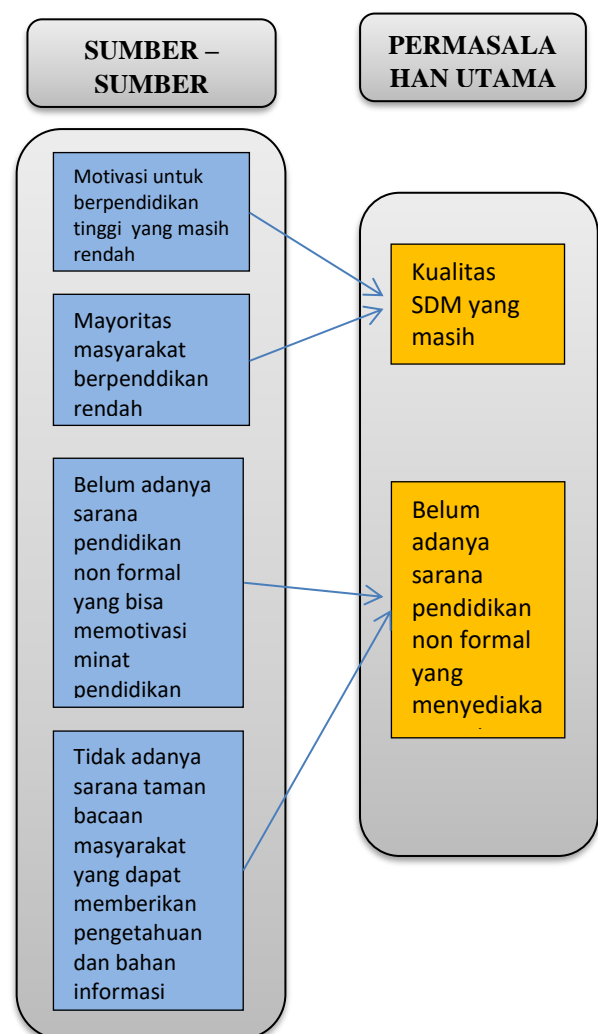 SUMBER –
SUMBER
PERMASALA
HAN UTAMA
Motivasi untuk
berpendidikan
tinggi yang masih
rendah
Mayoritas
masyarakat
berpenddikan
rendah
Belum adanya
sarana
pendidikan
non formal
yang bisa
memotivasi
minat
pendidikan
Tidak adanya
sarana taman
bacaan
masyarakat
yang dapat
memberikan
pengetahuan
dan bahan
informasi
Kualitas
SDM yang
masih
Belum
adanya
sarana
pendidikan
non formal
yang
menyediaka